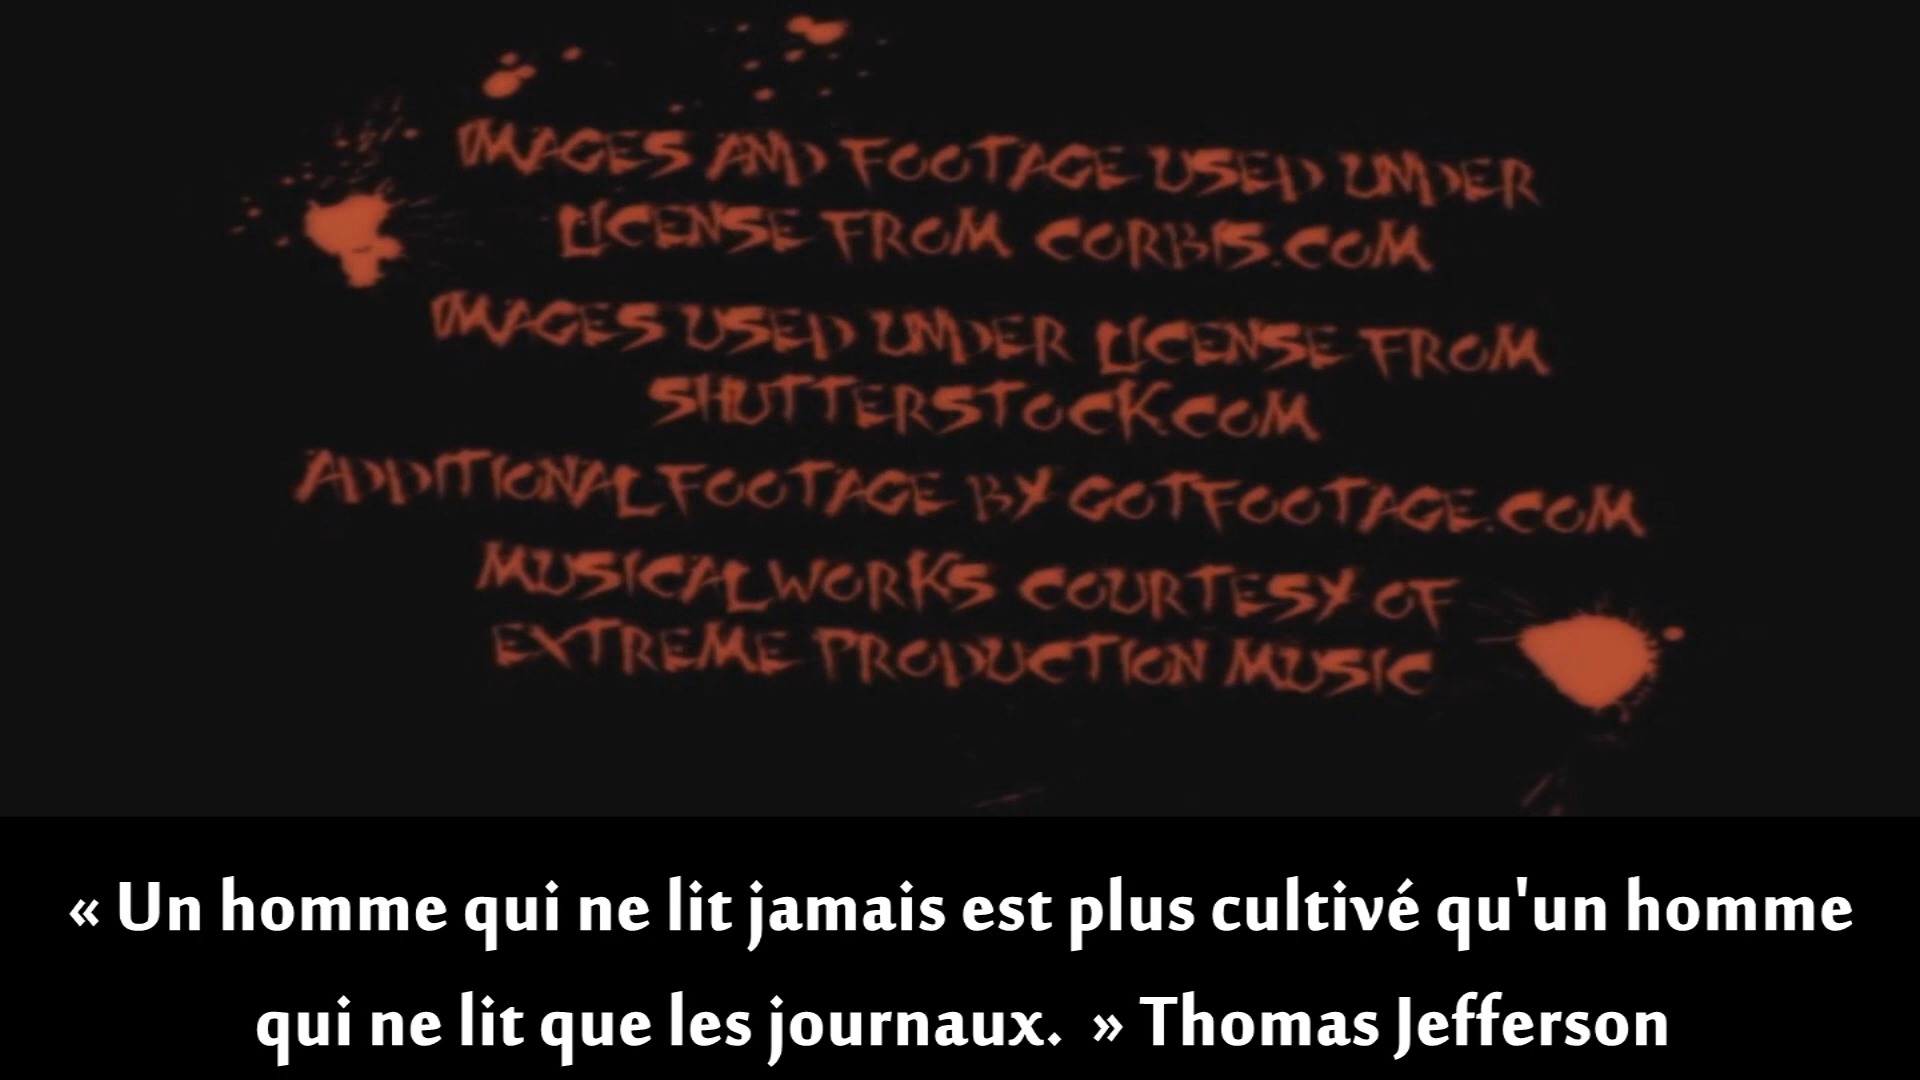 IMAGES AND FOOTAGE USED UNDER
LICENSE FROM CORBIS.COM
IMAGES USED UNDER LICENSE FROM
SHUTTERSTOCK.COM
ADDITIONAL FOOTAGE BY GOTFOOTAGE.COM
MUSICAL WORKS COURTESY OF
EXTREME PRODUCTION MUSIC
« Un homme qui ne lit jamais est plus cultivé qu'un homme
qui ne lit que les journaux.  » Thomas Jefferson